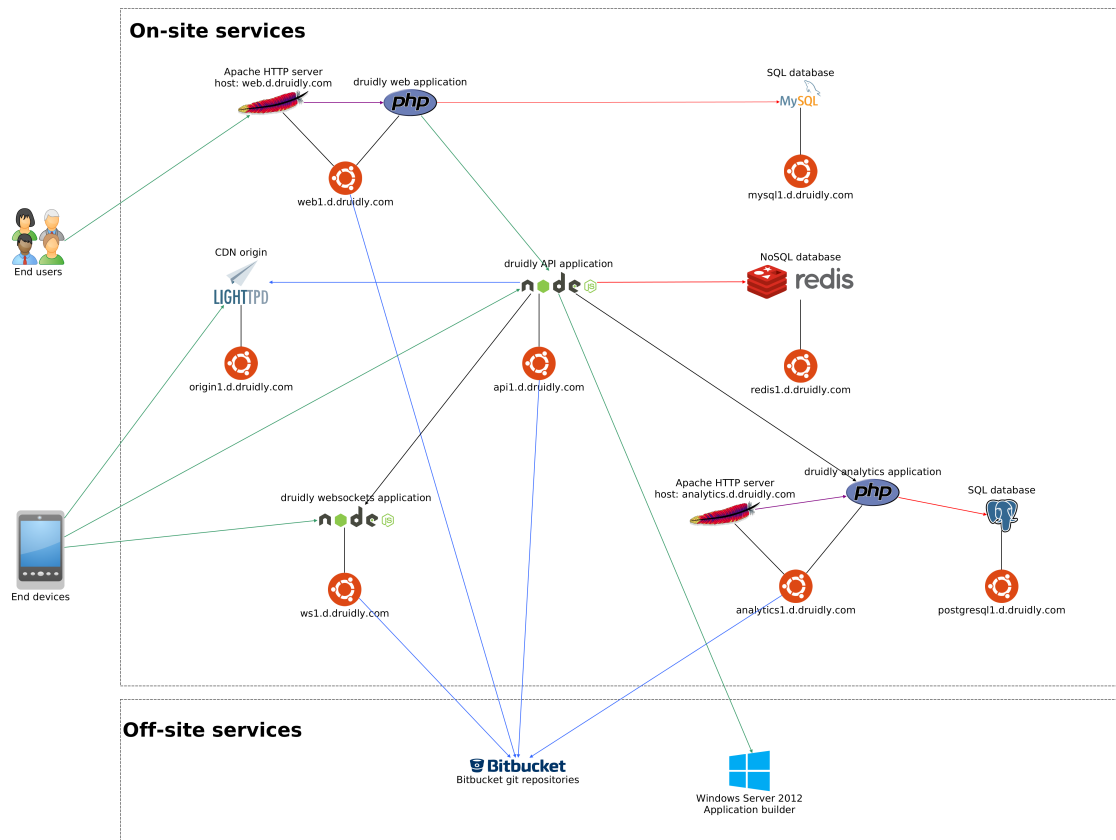 On-site services
Apache HTTP server
host: web.d.druidly.com
druidly web application
php
SQL database
MySQL
web1.d.druidly.com
mysql1.d.druidly.com
End users
CDN origin
LIGHTTPD
druidly API application
node
JS
NoSQL database
redis
origin1.d.druidly.com
api1.d.druidly.com
redis1.d.druidly.com
druidly websockets application
node
JS
Apache HTTP server
host: analytics.d.druidly.com
druidly analytics application
php
SQL database
End devices
ws1.d.druidly.com
analytics1.d.druidly.com
postgresql1.d.druidly.com
Off-site services
Bitbucket
Bitbucket git repositories
Windows Server 2012
Application builder